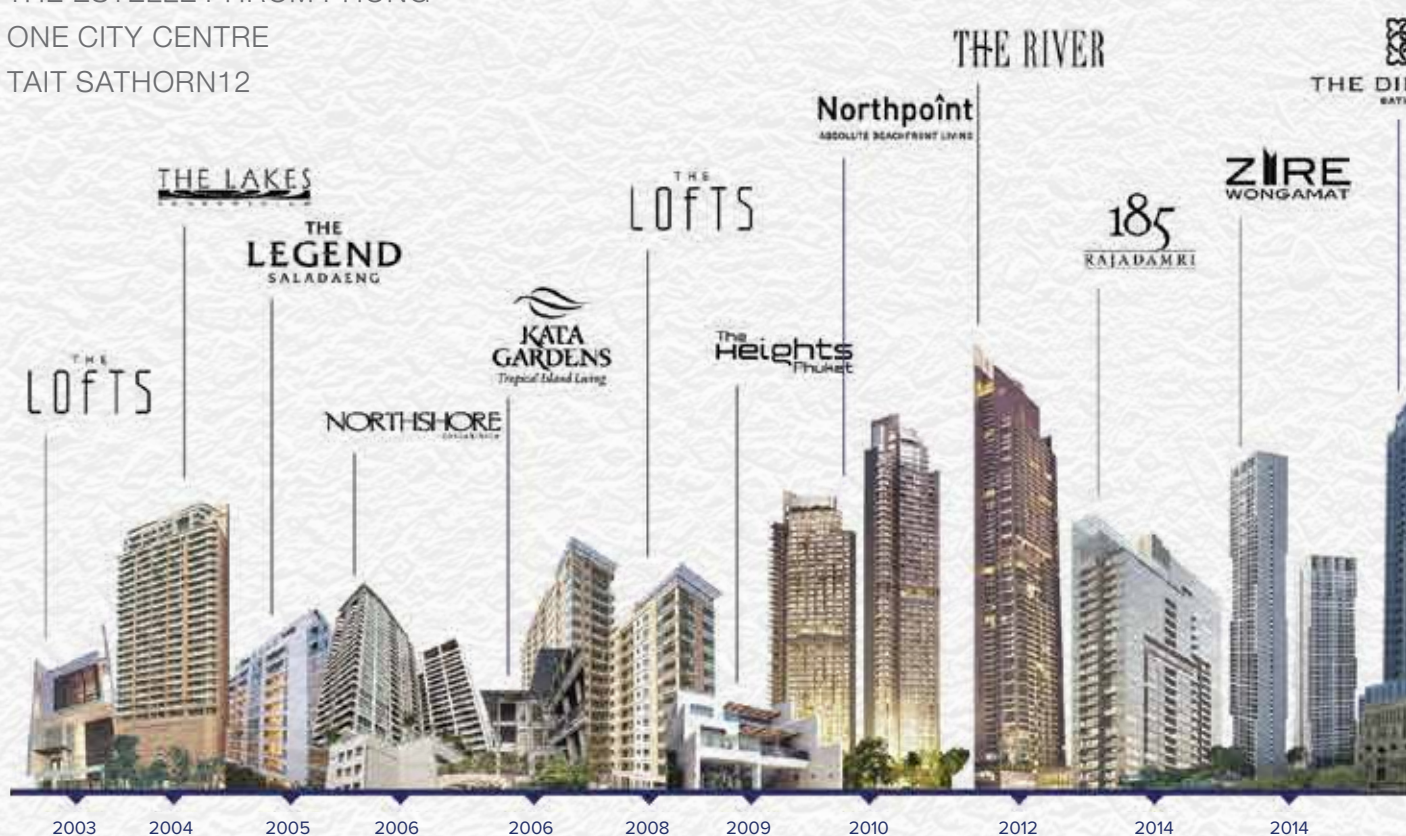 ONE CITY CENTRE
TAIT SATHORN12
THE RIVER
Northpoint
ABSOLUTE BEACHFRONT LIVING
THE LAKES
THE
LOFTS
ZIRE
WONGAMAT
THE
LEGEND
SALADAENG
185
RAJADAMRI
KATA
GARDENS
Tropical Island Living
The
Heights
Phuket
THE
LOFTS
NORTHSHORE
THE
2003 2004 2005 2006 2006 2008 2009 2010 2012 2014 2014